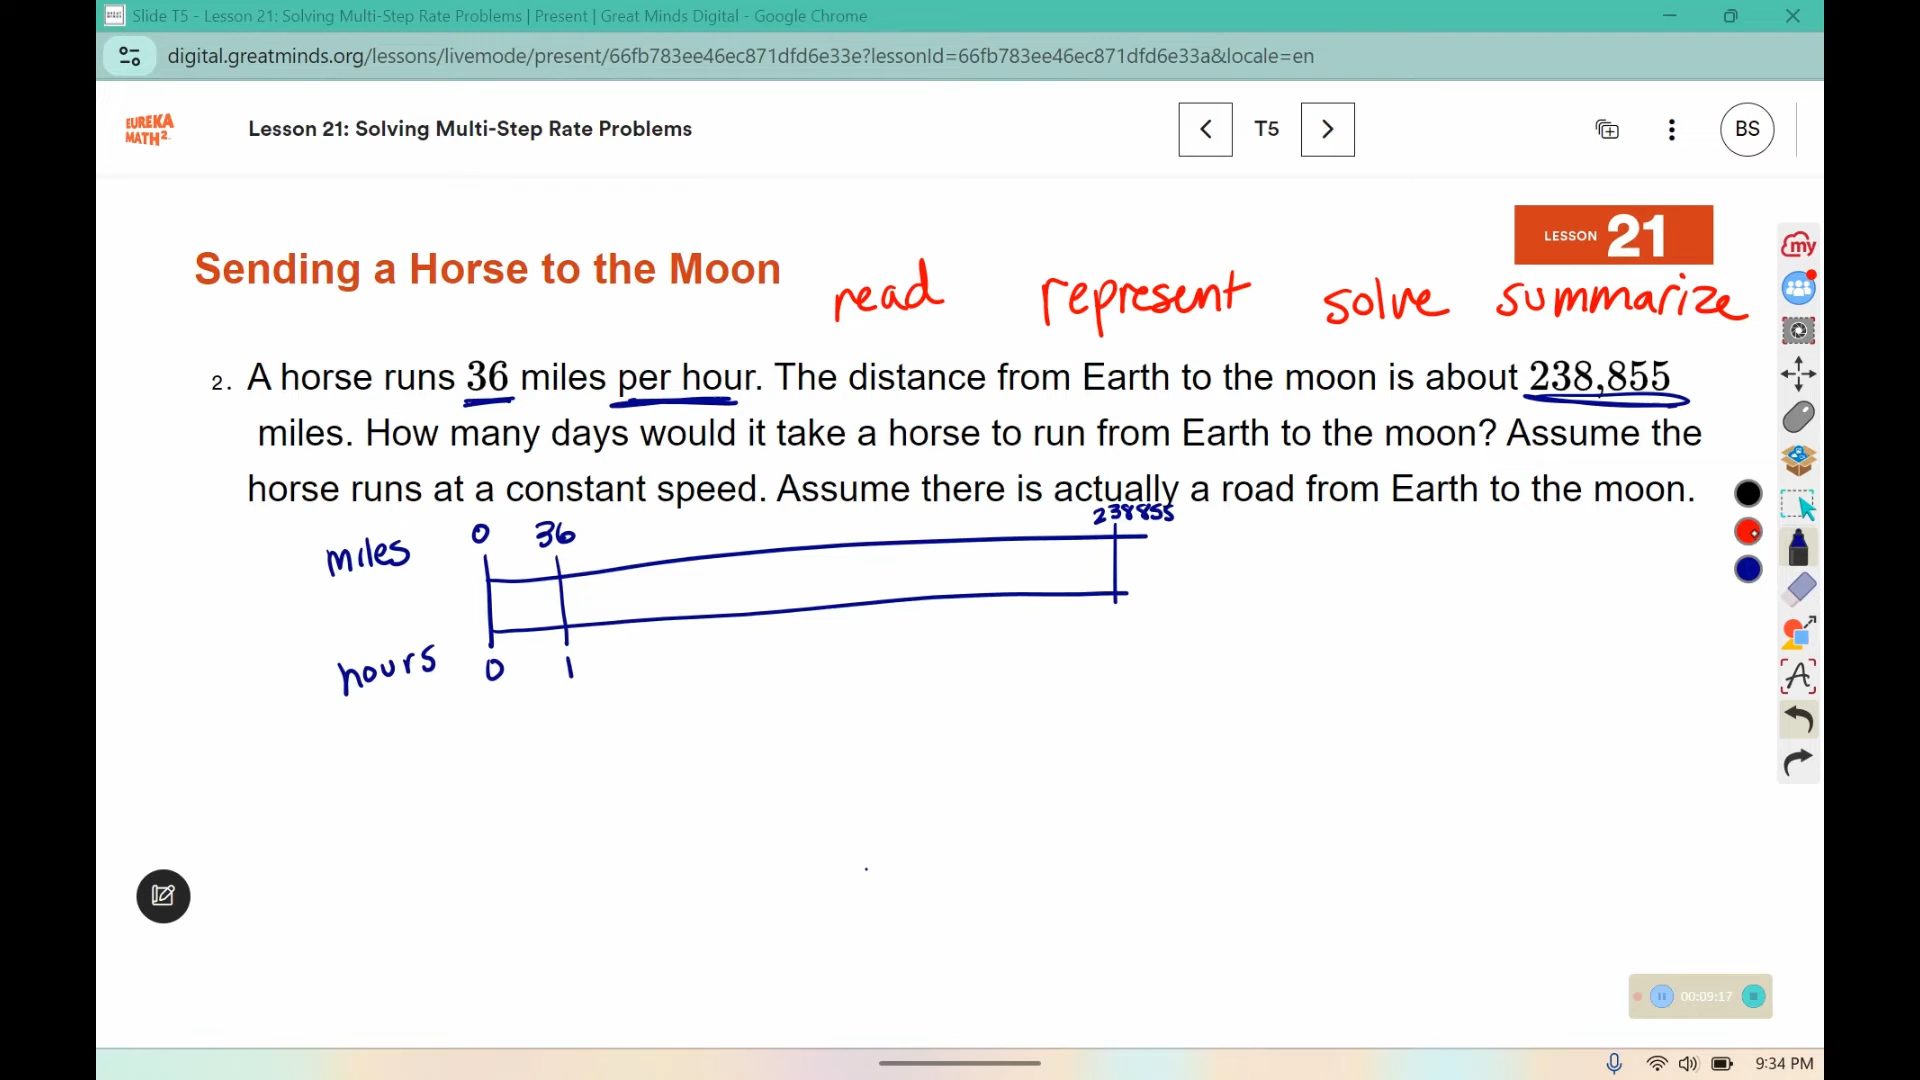 Slide T5 - Lesson 21: Solving Multi-Step Rate Problems | Present | Great Minds Digital - Google Chrome
digital.greatminds.org/lessons/livemode/present/66fb783ee46ec871dfd6e33e?lessonId=66fb783ee46ec871dfd6e33a&locale=en
EUREKA
MATH²
Lesson 21: Solving Multi-Step Rate Problems
T5
BS
LESSON 21
Sending a Horse to the Moon
read represent solve summarize
my
2. A horse runs 36 miles per hour. The distance from Earth to the moon is about 238,855
miles. How many days would it take a horse to run from Earth to the moon? Assume the
horse runs at a constant speed. Assume there is actually a road from Earth to the moon.
miles 0 36 238855
hours 0 1
A
00:09:17
9:34 PM